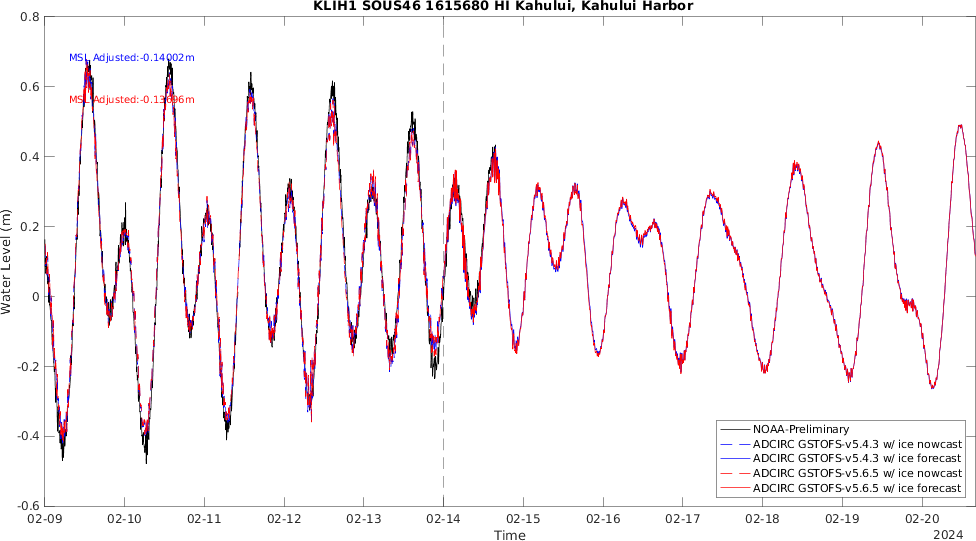 KLIH1 SOUS46 1615680 HI Kahului, Kahului Harbor
0.8
MSL Adjusted:-0.14002m
0.6
MSL Adjusted:-0.13696m
0.4
0.2
Water Level (m)
0
-0.2
-0.4
-0.6
NOAA-Preliminary
ADCIRC GSTOFS-v5.4.3 w/ ice nowcast
ADCIRC GSTOFS-v5.4.3 w/ ice forecast
ADCIRC GSTOFS-v5.6.5 w/ ice nowcast
ADCIRC GSTOFS-v5.6.5 w/ ice forecast
02-09 02-10 02-11 02-12 02-13 02-14 02-15 02-16 02-17 02-18 02-19 02-20
Time
2024